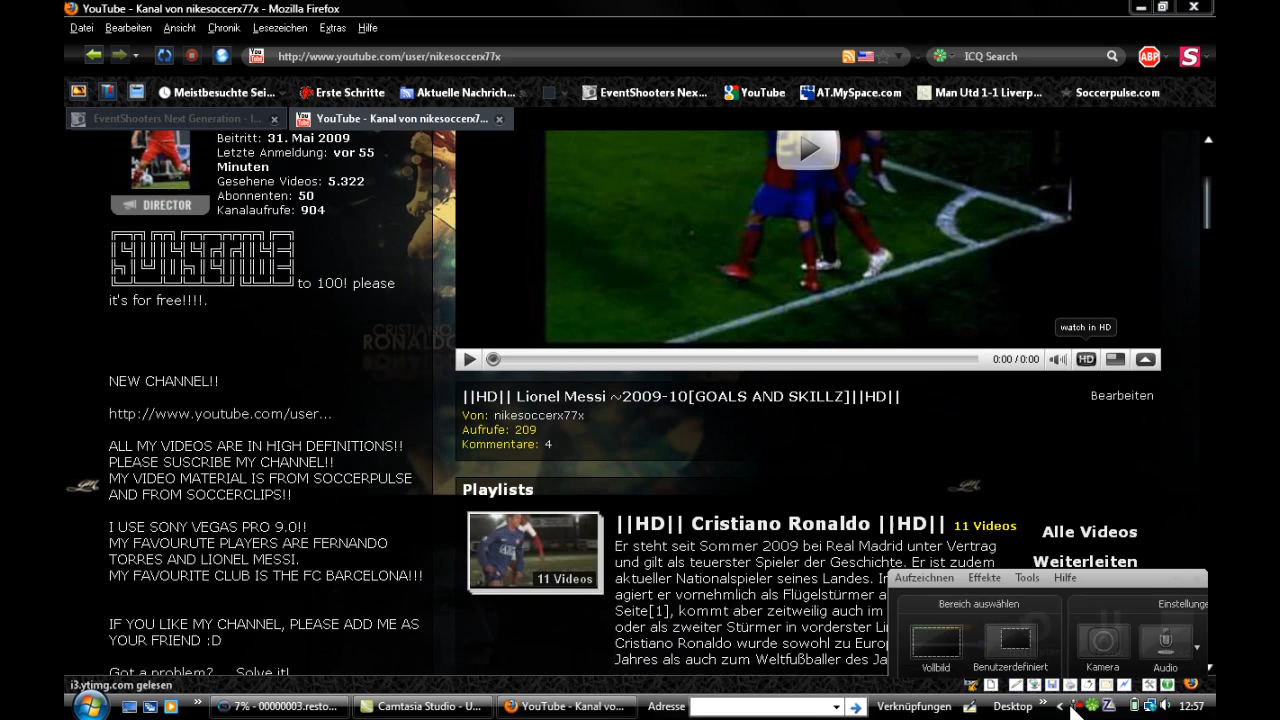 YouTube - Kanal von nikesoccerx77x - Mozilla Firefox
Datei Bearbeiten Ansicht Chronik Lesezeichen Extras Hilfe
You Tube http://www.youtube.com/user/nikesoccerx77x ICQ Search ABP S
Meistbesuchte Sei... Erste Schritte Aktuelle Nachrich... EventShooters Nex... YouTube AT.MySpace.com Man Utd 1-1 Liverp... Soccerpulse.com
EventShooters Next Generation - I... YouTube - Kanal von nikesoccerx7...
Beitritt: 31. Mai 2009
Letzte Anmeldung: vor 55
Minuten
Gesehene Videos: 5.322
Abonnenten: 50
Kanalaufrufe: 904
DIRECTOR
to 100! please
it's for free!!!!.
CRISTIANO
RONALDO
NEW CHANNEL!!
http://www.youtube.com/user...
ALL MY VIDEOS ARE IN HIGH DEFINITIONS!!
PLEASE SUSCRIBE MY CHANNEL!!
MY VIDEO MATERIAL IS FROM SOCCERPULSE
AND FROM SOCCERCLIPS!!
I USE SONY VEGAS PRO 9.0!!
MY FAVOURUTE PLAYERS ARE FERNANDO
TORRES AND LIONEL MESSI.
MY FAVOURITE CLUB IS THE FC BARCELONA!!!
IF YOU LIKE MY CHANNEL, PLEASE ADD ME AS
YOUR FRIEND :D
Got a problem? Solve it!
watch in HD
0:00 / 0:00 HD
||HD|| Lionel Messi ~2009-10[GOALS AND SKILLZ]||HD||
Bearbeiten
Von: nikesoccerx77x
Aufrufe: 209
Kommentare: 4
Playlists
11 Videos
||HD|| Cristiano Ronaldo ||HD|| 11 Videos
Er steht seit Sommer 2009 bei Real Madrid unter Vertrag
und gilt als teuerster Spieler der Geschichte. Er ist zudem
aktueller Nationalspieler seines Landes. In
agiert er vornehmlich als Flügelstürmer a
Seite[1], kommt aber zeitweilig auch im
oder als zweiter Stürmer in vorderster Li
Cristiano Ronaldo wurde sowohl zu Euro
Jahres als auch zum Weltfußballer des Ja
Alle Videos
Weiterleiten
Aufzeichnen Effekte Tools Hilfe
Bereich auswählen Einstellunge
Vollbild Benutzerdefiniert Kamera Audio
i3.ytimg.com gelesen
7% - 00000003.resto... Camtasia Studio - U... YouTube - Kanal vo... Adresse Verknüpfungen Desktop 12:57